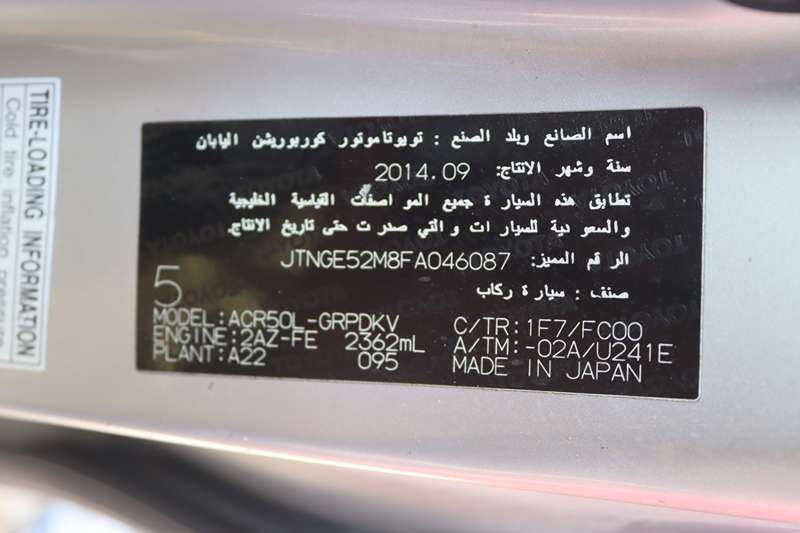 اسم الصانع وبلد الصنع : تويوتاموتور كوربوريشن اليابان
سنة وشهر الانتاج: 2014.09
تطابق هذه السيارة جميع المواصفات القياسية الخليجية
والسعودية للسيارات والتي صدرت حتى تاريخ الانتاج.
الرقم المميز: JTNGE52M8FA046087
صنف : سيارة ركاب
5
MODEL:ACR50L-GRPDKV C/TR:1F7/FC00
ENGINE:2AZ-FE 2362mL A/TM:-02A/U241E
PLANT:A22 095 MADE IN JAPAN
TIRE-LOADING INFORMATION
Cold tire inflation pressure